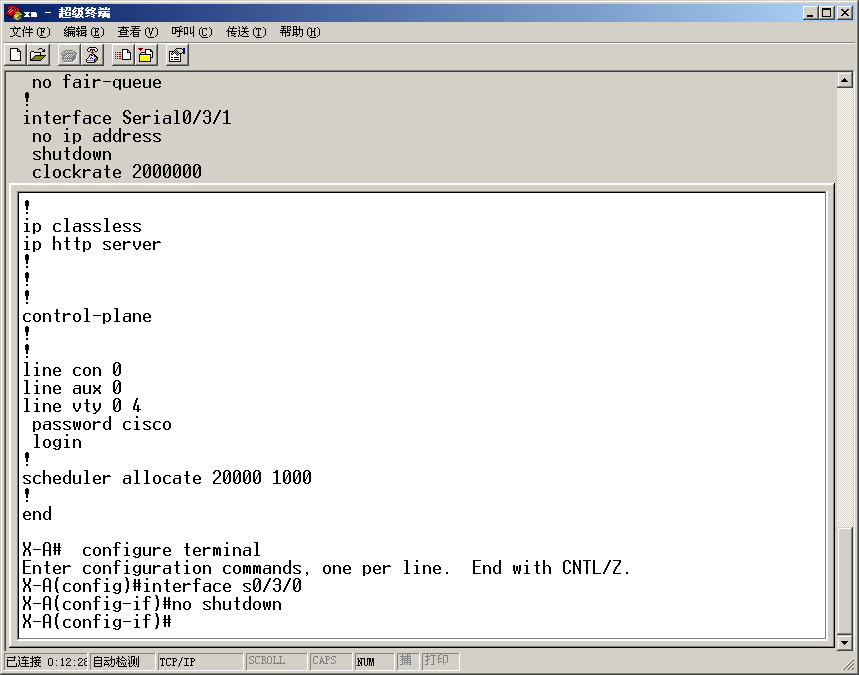 xm - 超级终端
文件(F) 编辑(E) 查看(V) 呼叫(C) 传送(T) 帮助(H)
no fair-queue
!
interface Serial0/3/1
no ip address
shutdown
clockrate 2000000
!
ip classless
ip http server
!
!
!
control-plane
!
!
line con 0
line aux 0
line vty 0 4
password cisco
login
!
scheduler allocate 20000 1000
!
end
X-A#  configure terminal
Enter configuration commands, one per line.  End with CNTL/Z.
X-A(config)#interface s0/3/0
X-A(config-if)#no shutdown
X-A(config-if)#
已连接 0:12:28 自动检测 TCP/IP SCROLL CAPS NUM 捕 打印